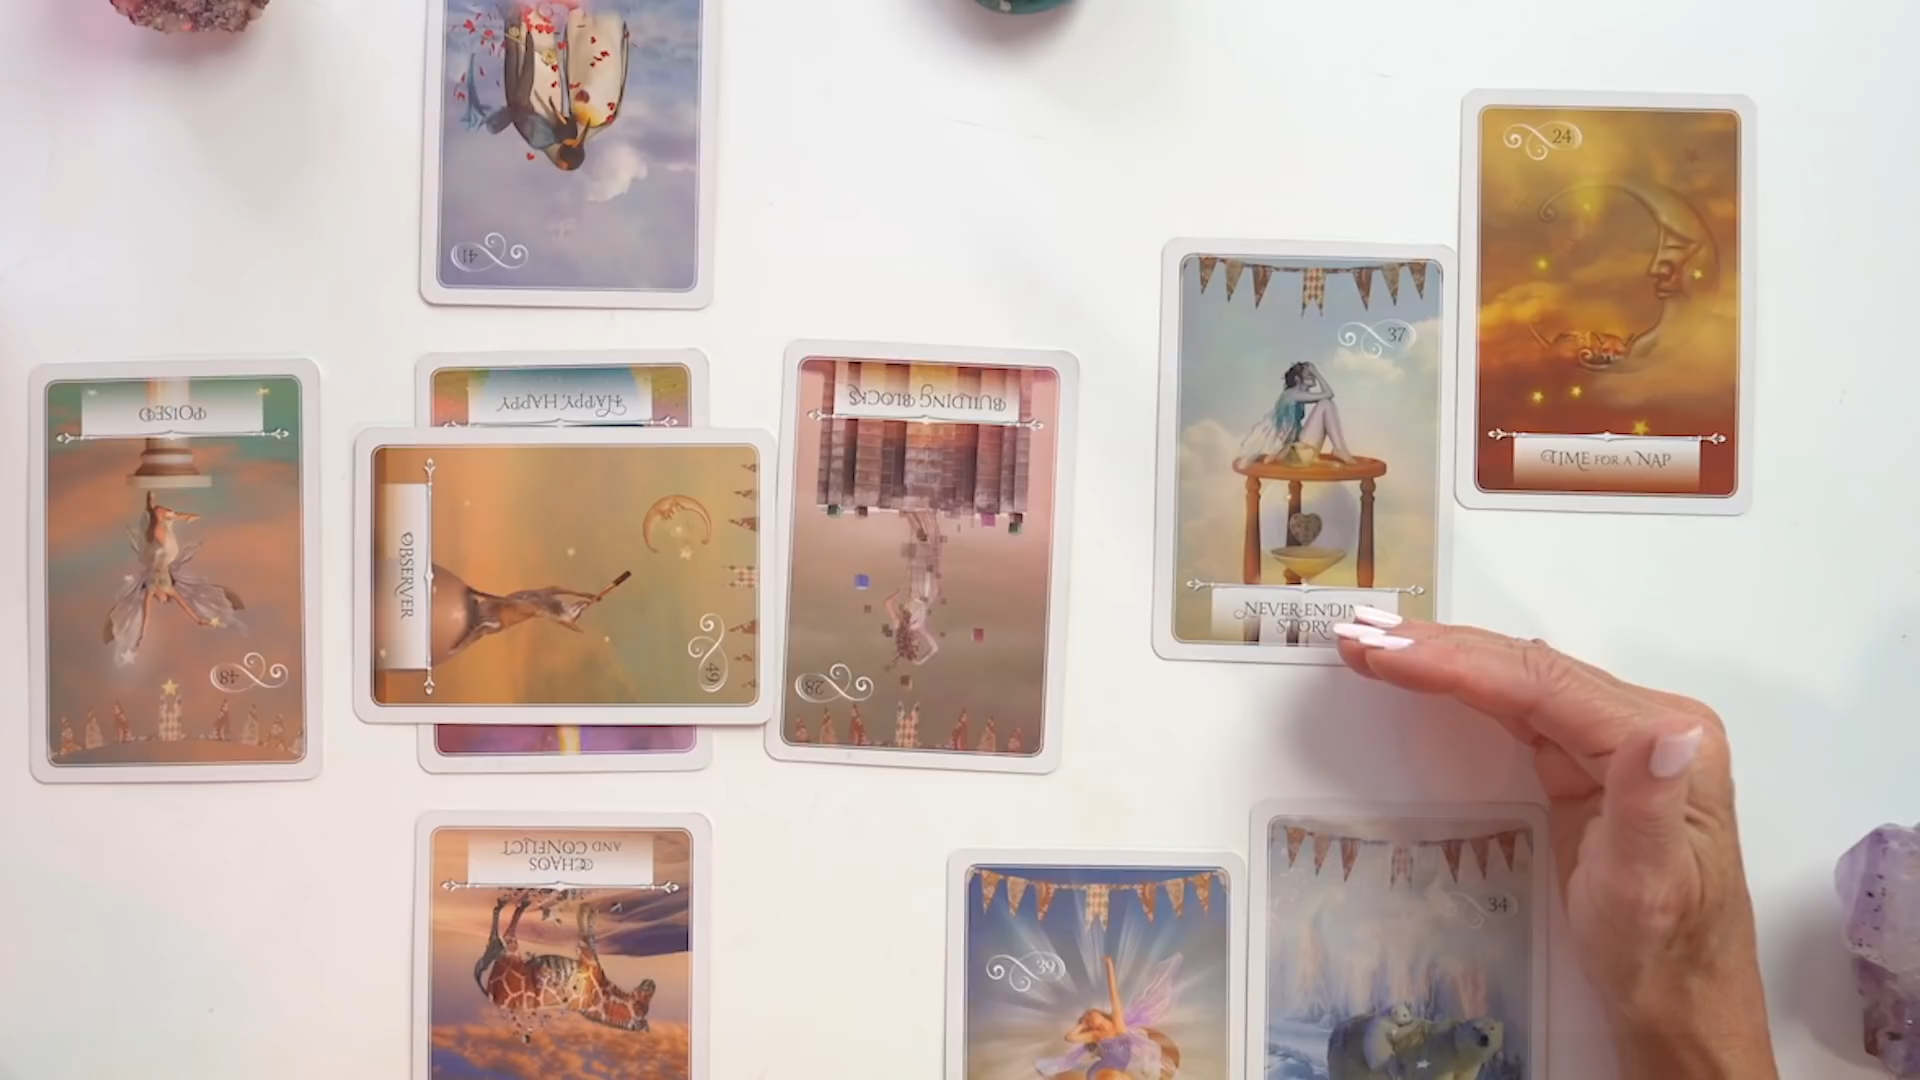 41
24
TIME FOR A NAP
37
NEVER-ENDING
STORY
POISED
48
HAPPY, HAPPY
OBSERVER
49
BUILDING BLOCKS
28
CHAOS
AND CONFLICT
39
34